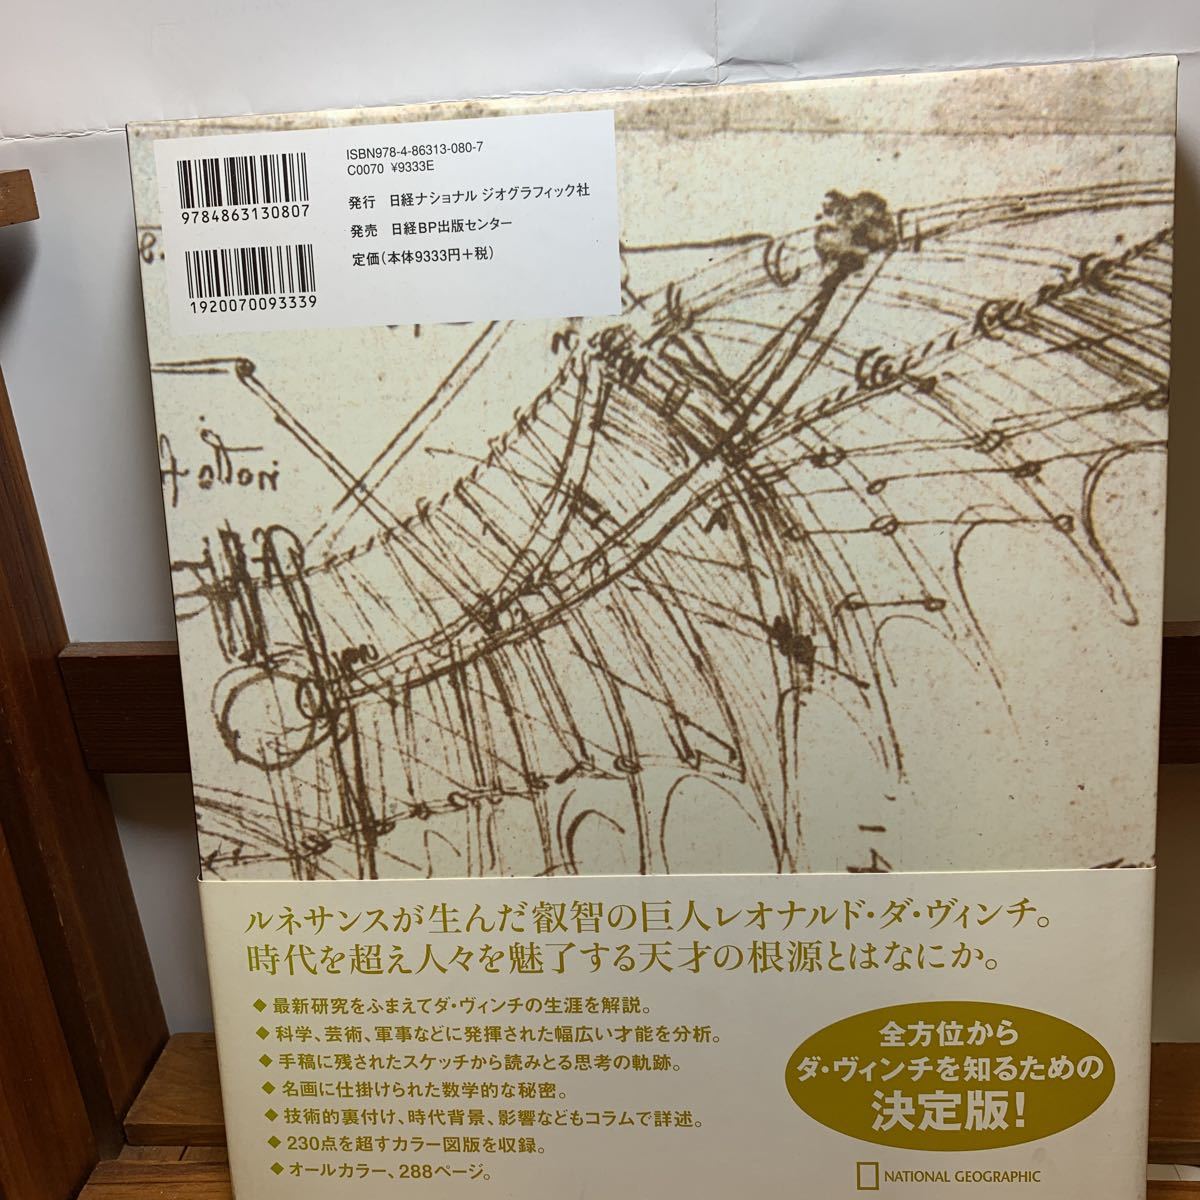 ISBN978-4-86313-080-7
C0070 ¥9333E
9784863130807
発行 日経ナショナル ジオグラフィック社
発売 日経BP出版センター
定価(本体9333円+税)
1920070093339
ルネサンスが生んだ叡智の巨人レオナルド・ダ・ヴィンチ。
時代を超え人々を魅了する天才の根源とはなにか。
◆最新研究をふまえてダ・ヴィンチの生涯を解説。
◆科学、芸術、軍事などに発揮された幅広い才能を分析。
◆手稿に残されたスケッチから読みとる思考の軌跡。
◆名画に仕掛けられた数学的な秘密。
◆技術的裏付け、時代背景、影響などもコラムで詳述。
◆230点を超すカラー図版を収録。
◆オールカラー、288ページ。
全方位から
ダ・ヴィンチを知るための
決定版!
NATIONAL GEOGRAPHIC